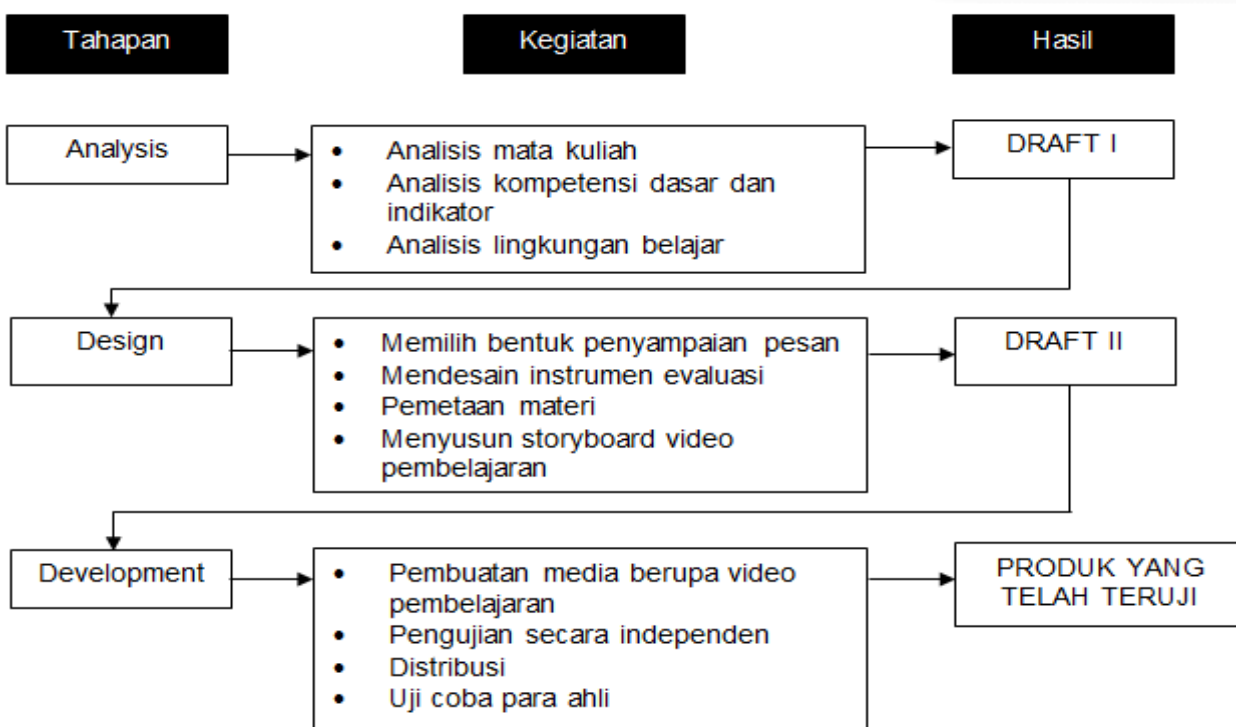 Tahapan
Kegiatan
Hasil
Analysis
• Analisis mata kuliah
• Analisis kompetensi dasar dan
indikator
• Analisis lingkungan belajar
DRAFT I
Design
• Memilih bentuk penyampaian pesan
• Mendesain instrumen evaluasi
• Pemetaan materi
• Menyusun storyboard video
pembelajaran
DRAFT II
Development
• Pembuatan media berupa video
pembelajaran
• Pengujian secara independen
• Distribusi
• Uji coba para ahli
PRODUK YANG
TELAH TERUJI